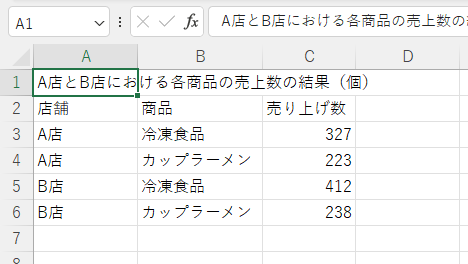 A1 fx A店とB店における各商品の売上数の
A B C D
1 A店とB店における各商品の売上数の結果（個）
2 店舗 商品 売り上げ数
3 A店 冷凍食品 327
4 A店 カップラーメン 223
5 B店 冷凍食品 412
6 B店 カップラーメン 238
7